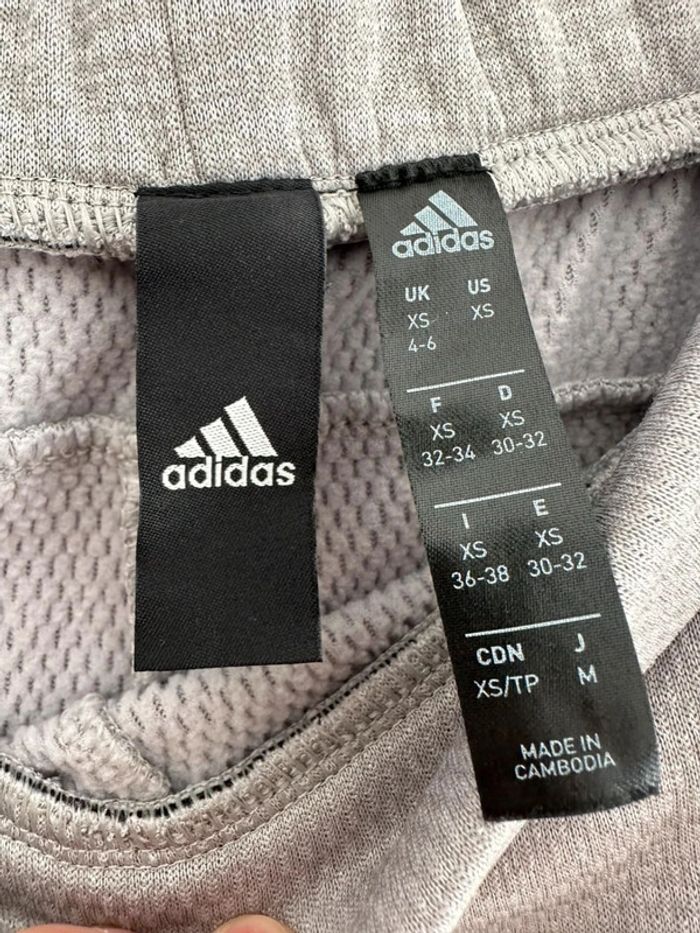 adidas
adidas
UK US
XS XS
4-6
F D
XS XS
32-34 30-32
I E
XS XS
36-38 30-32
CDN J
XS/TP M
MADE IN
CAMBODIA